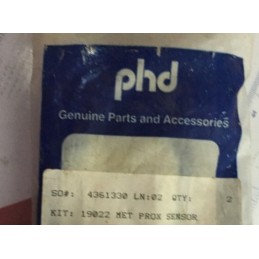 phd
Genuine Parts and Accessories
SO#: 4361330 LN:02 QTY: 2
KIT: 19022 MET PROX SENSOR